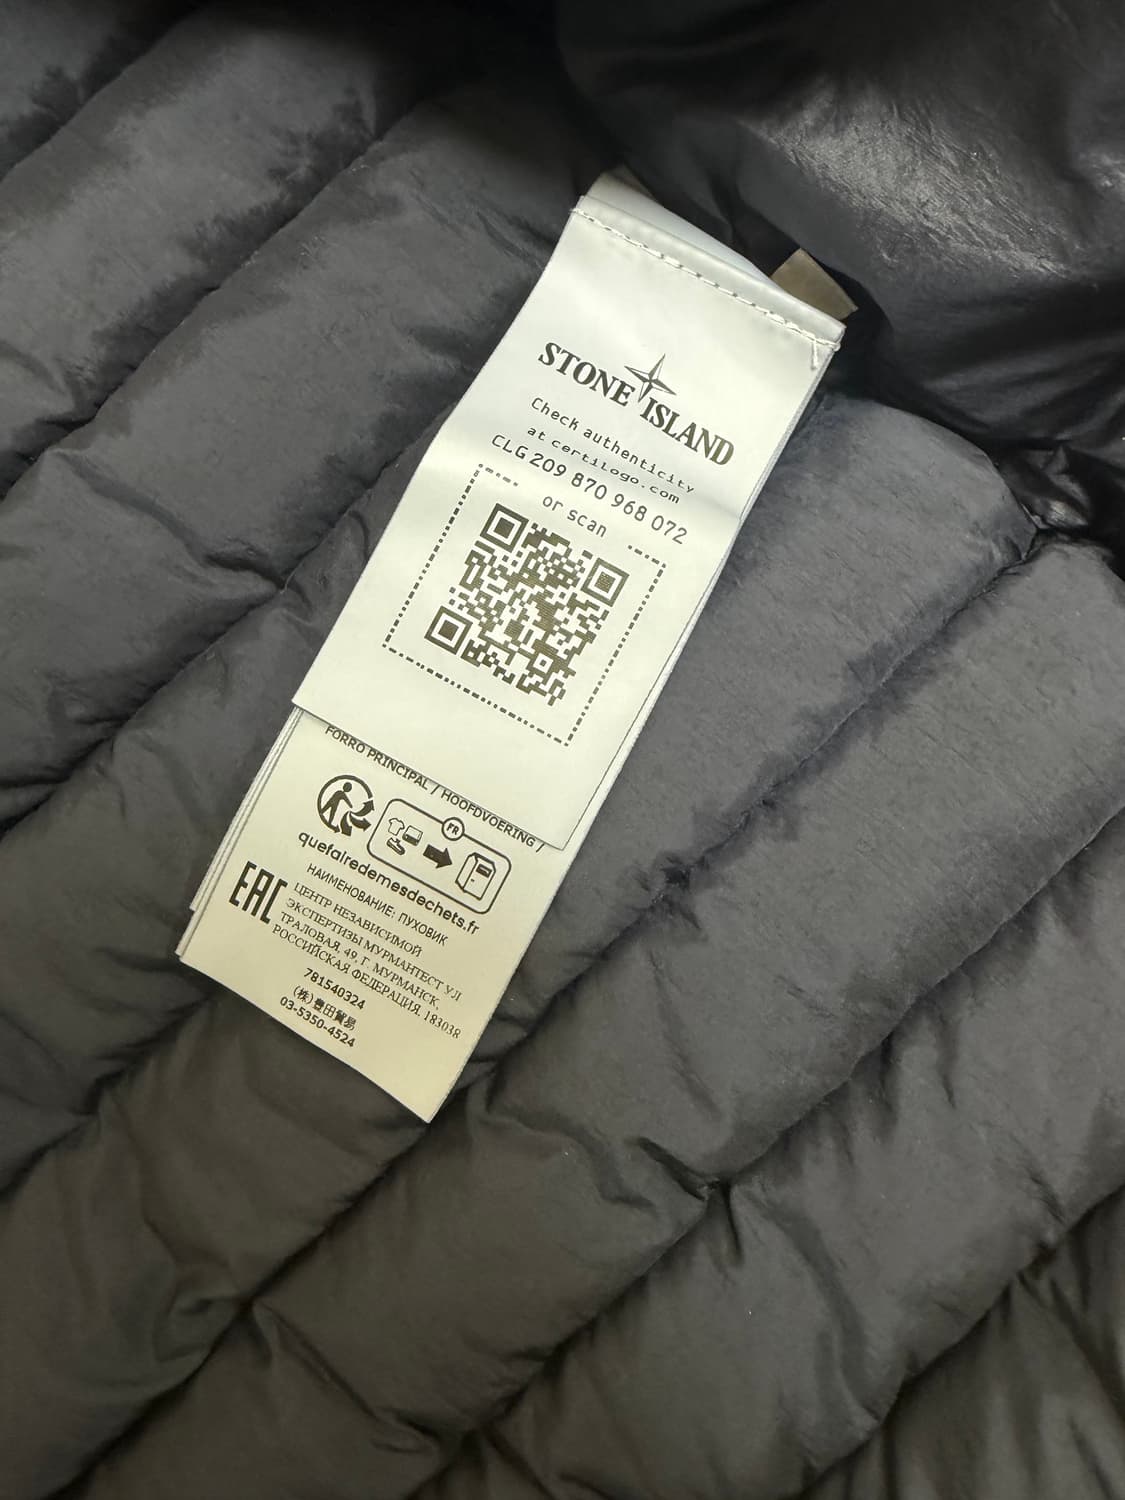 STONE ISLAND
Check authenticity
at certilogo.com
CLG 209 870 968 072
or scan
FORRO PRINCIPAL / HOOFDVOERING /
FR
quefairedemesdechets.fr
EAC
НАИМЕНОВАНИЕ: ПУХОВИК
ЦЕНТР НЕЗАВИСИМОЙ
ЭКСПЕРТИЗЫ МУРМАНТЕСТ УЛ
ТРАЛОВАЯ, 49, Г. МУРМАНСК,
РОССИЙСКАЯ ФЕДЕРАЦИЯ. 183038
781540324
(株)豊田貿易
03-5350-4524